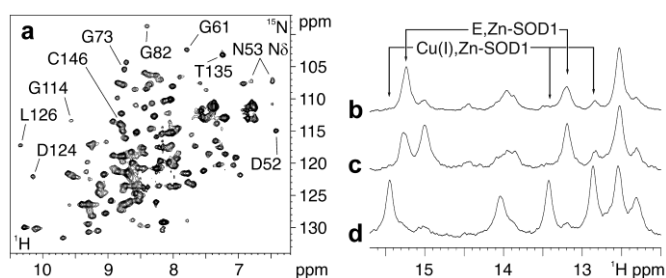 a
¹⁵N
ppm
G61
G73
G82
N53 Nδ
C146
T135
G114
L126
D124
D52
105
110
115
120
125
130
¹H
10 9 8 7 ppm
E,Zn-SOD1
Cu(I),Zn-SOD1
b
c
d
15 14 13 ¹H ppm